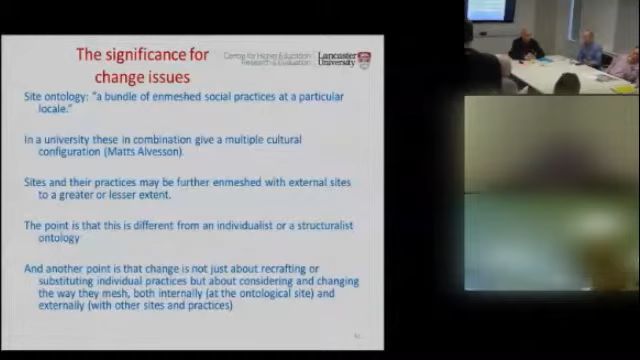 The significance for
change issues
Centre for Higher Education
Research & Evaluation
Lancaster
University
Site ontology: “a bundle of enmeshed social practices at a particular
locale.”
In a university these in combination give a multiple cultural
configuration (Matts Alvesson).
Sites and their practices may be further enmeshed with external sites
to a greater or lesser extent.
The point is that this is different from an individualist or a structuralist
ontology
And another point is that change is not just about recrafting or
substituting individual practices but about considering and changing
the way they mesh, both internally (at the ontological site) and
externally (with other sites and practices)